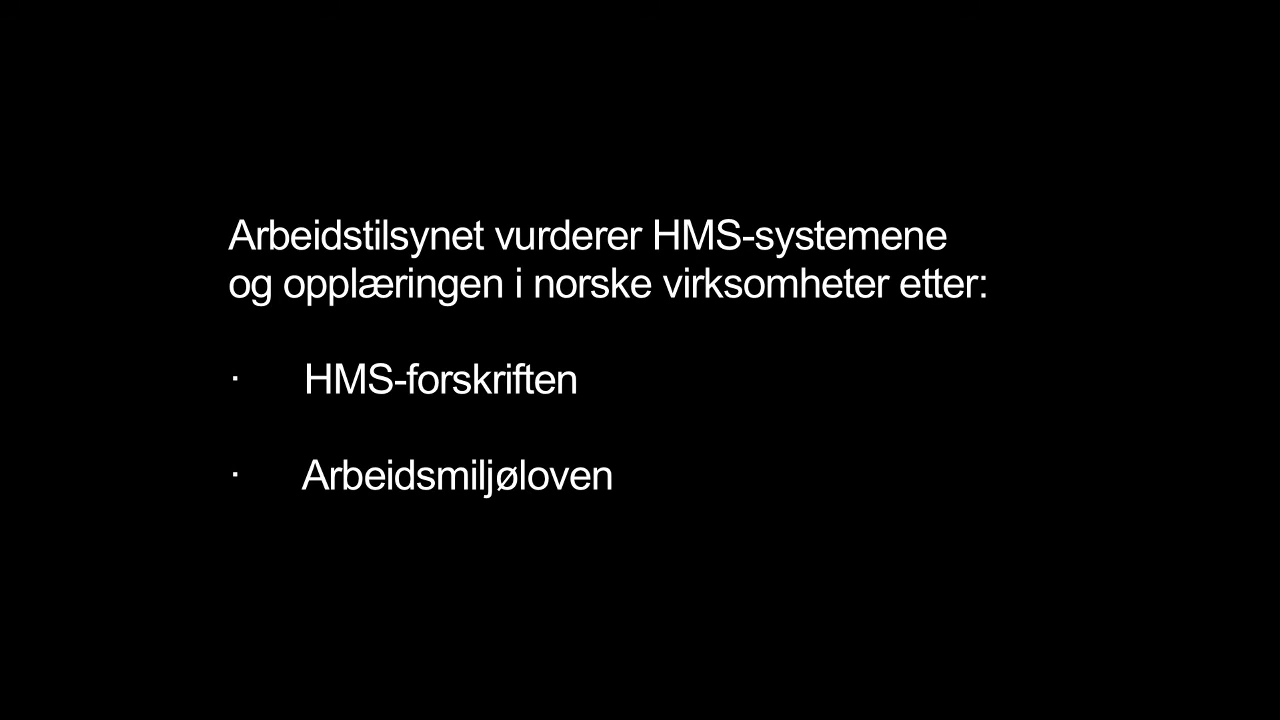 Arbeidstilsynet vurderer HMS-systemene
og opplæringen i norske virksomheter etter:
· HMS-forskriften
· Arbeidsmiljøloven